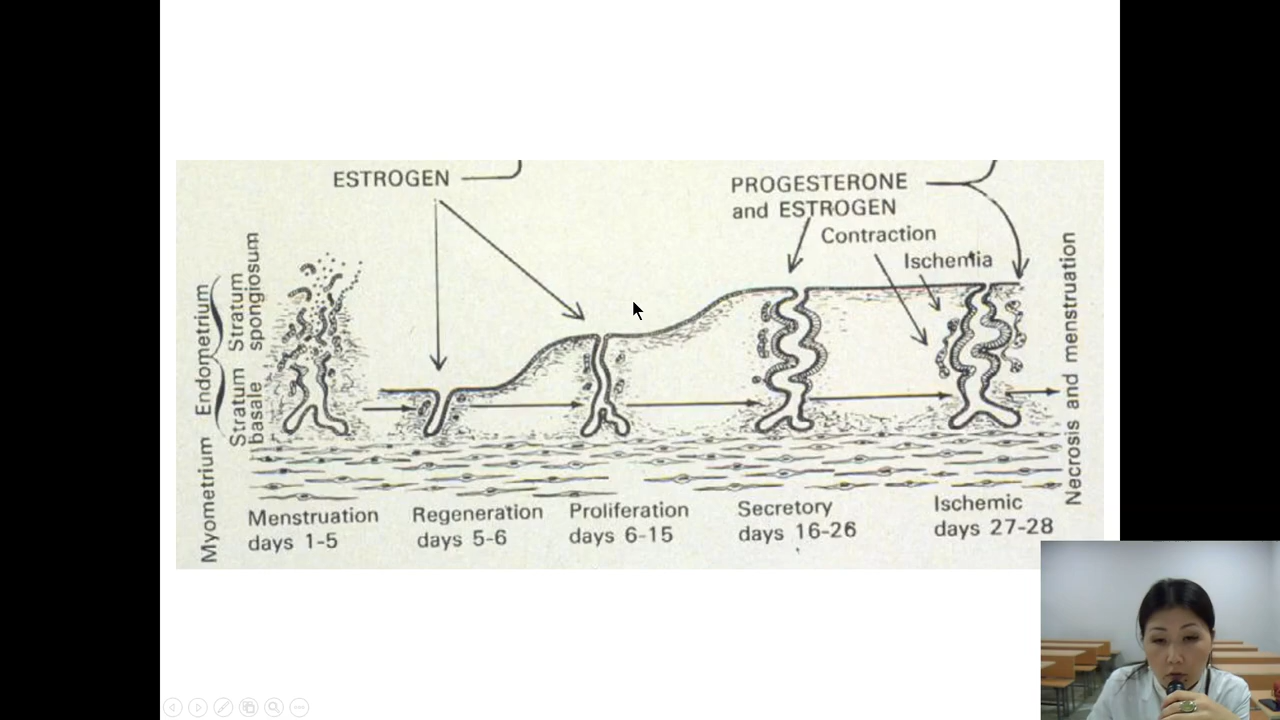 ESTROGEN
PROGESTERONE
and ESTROGEN
Contraction
Ischemia
Endometrium
Stratum
spongiosum
Stratum
basale
Myometrium
Necrosis and menstruation
Menstruation
days 1-5
Regeneration
days 5-6
Proliferation
days 6-15
Secretory
days 16-26
Ischemic
days 27-28